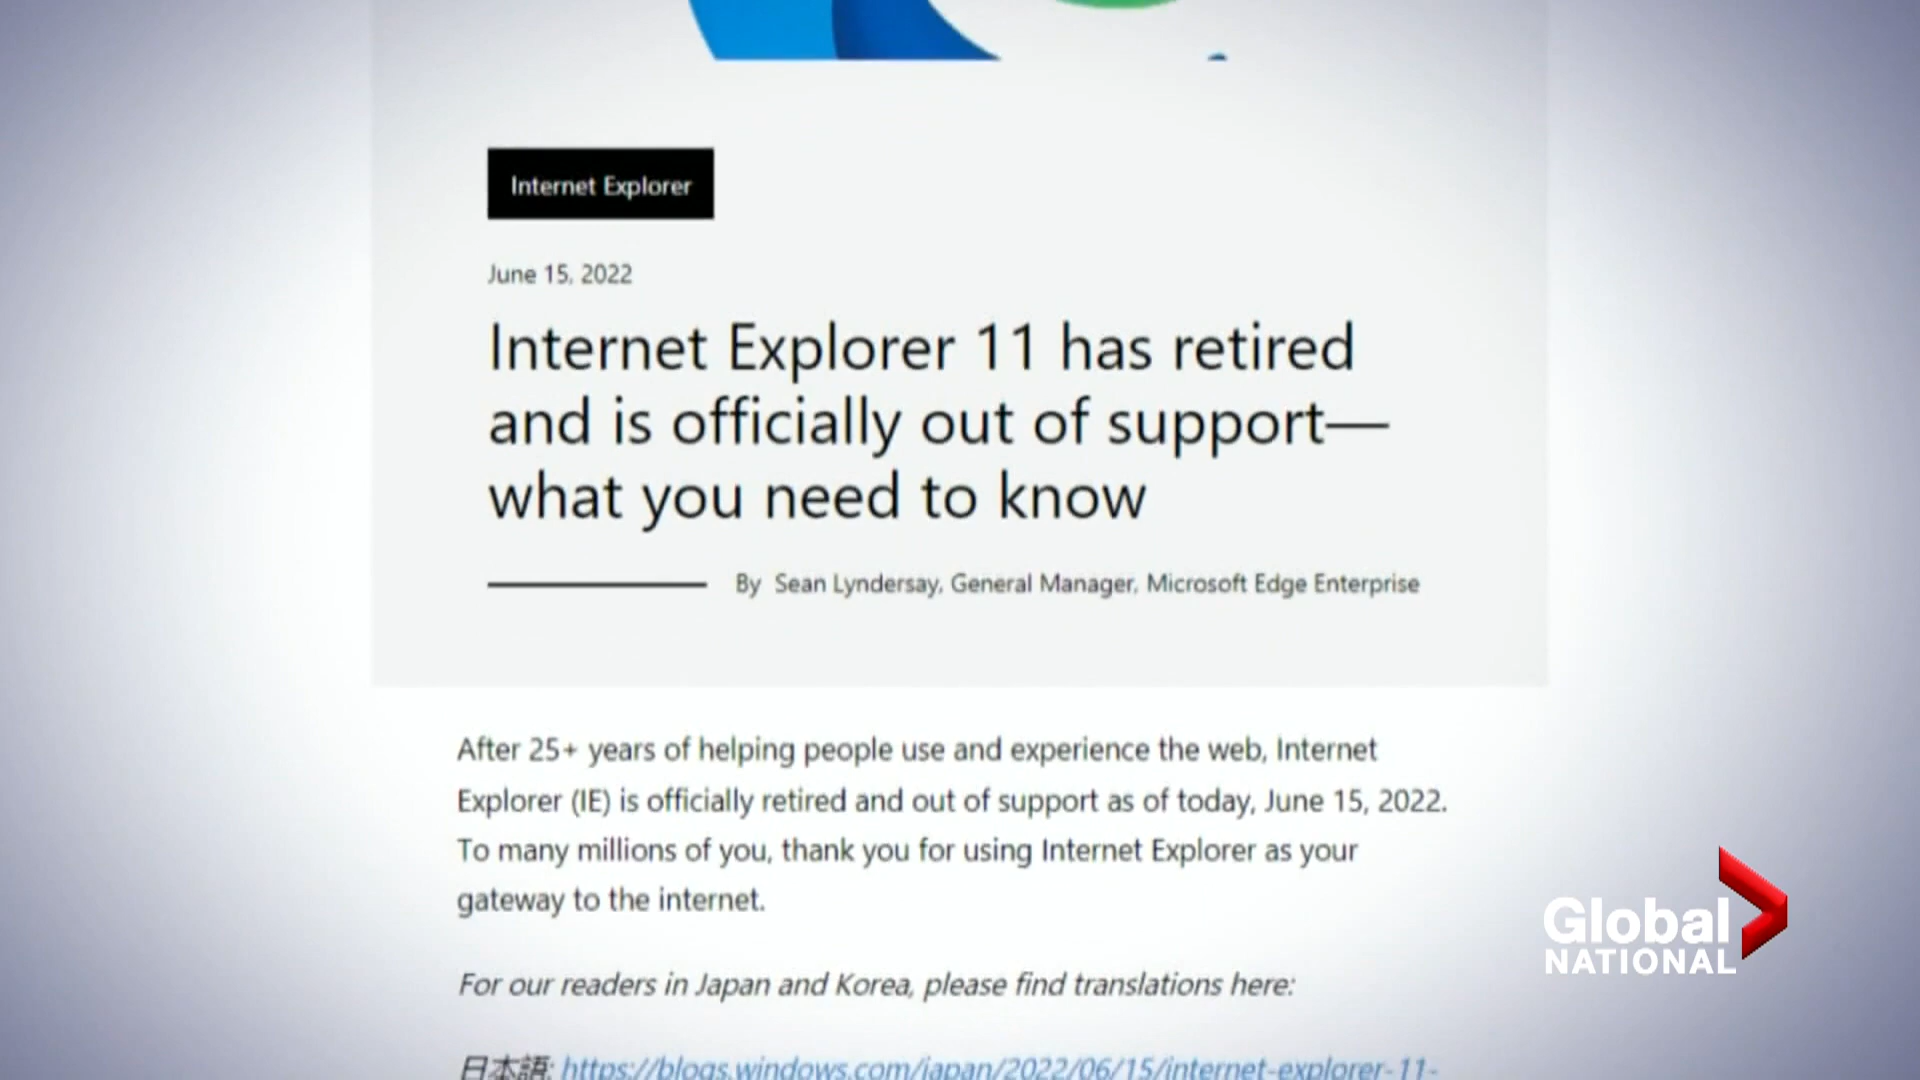 Internet Explorer
June 15, 2022
Internet Explorer 11 has retired
and is officially out of support—
what you need to know
By Sean Lyndersay, General Manager, Microsoft Edge Enterprise
After 25+ years of helping people use and experience the web, Internet
Explorer (IE) is officially retired and out of support as of today, June 15, 2022.
To many millions of you, thank you for using Internet Explorer as your
gateway to the internet.
For our readers in Japan and Korea, please find translations here:
日本語: https://blogs.windows.com/japan/2022/06/15/internet-explorer-11-
Global
NATIONAL